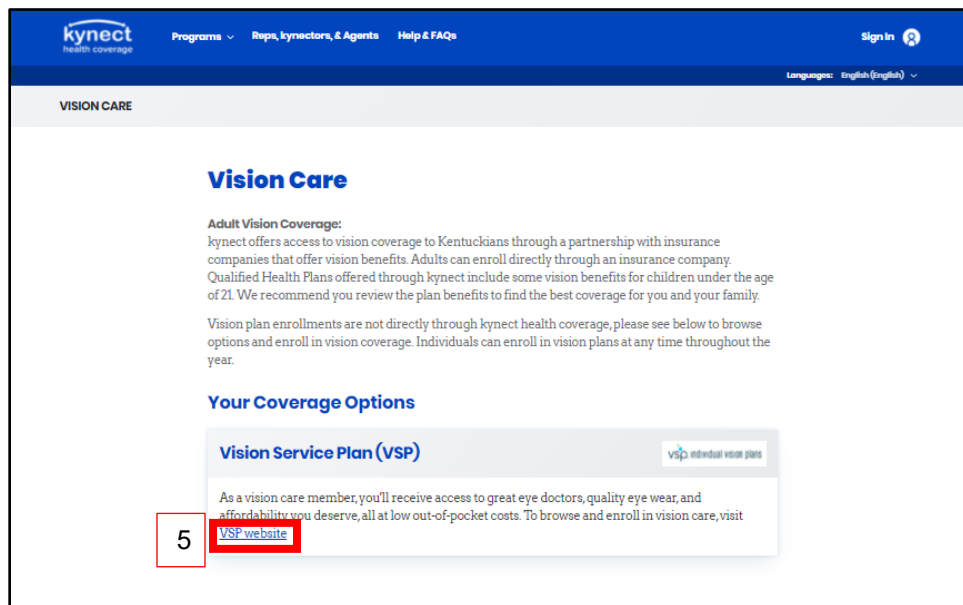 kynect
health coverage
Programs
Reps, kynectors, & Agents
Help & FAQs
Sign In
Languages: English (English)
VISION CARE
Vision Care
Adult Vision Coverage:
kynect offers access to vision coverage to Kentuckians through a partnership with insurance
companies that offer vision benefits. Adults can enroll directly through an insurance company.
Qualified Health Plans offered through kynect include some vision benefits for children under the age
of 21. We recommend you review the plan benefits to find the best coverage for you and your family.
Vision plan enrollments are not directly through kynect health coverage, please see below to browse
options and enroll in vision coverage. Individuals can enroll in vision plans at any time throughout the
year.
Your Coverage Options
Vision Service Plan (VSP)
vsp individual vision plans
As a vision care member, you'll receive access to great eye doctors, quality eye wear, and
affordability you deserve, all at low out-of-pocket costs. To browse and enroll in vision care, visit
VSP website
5